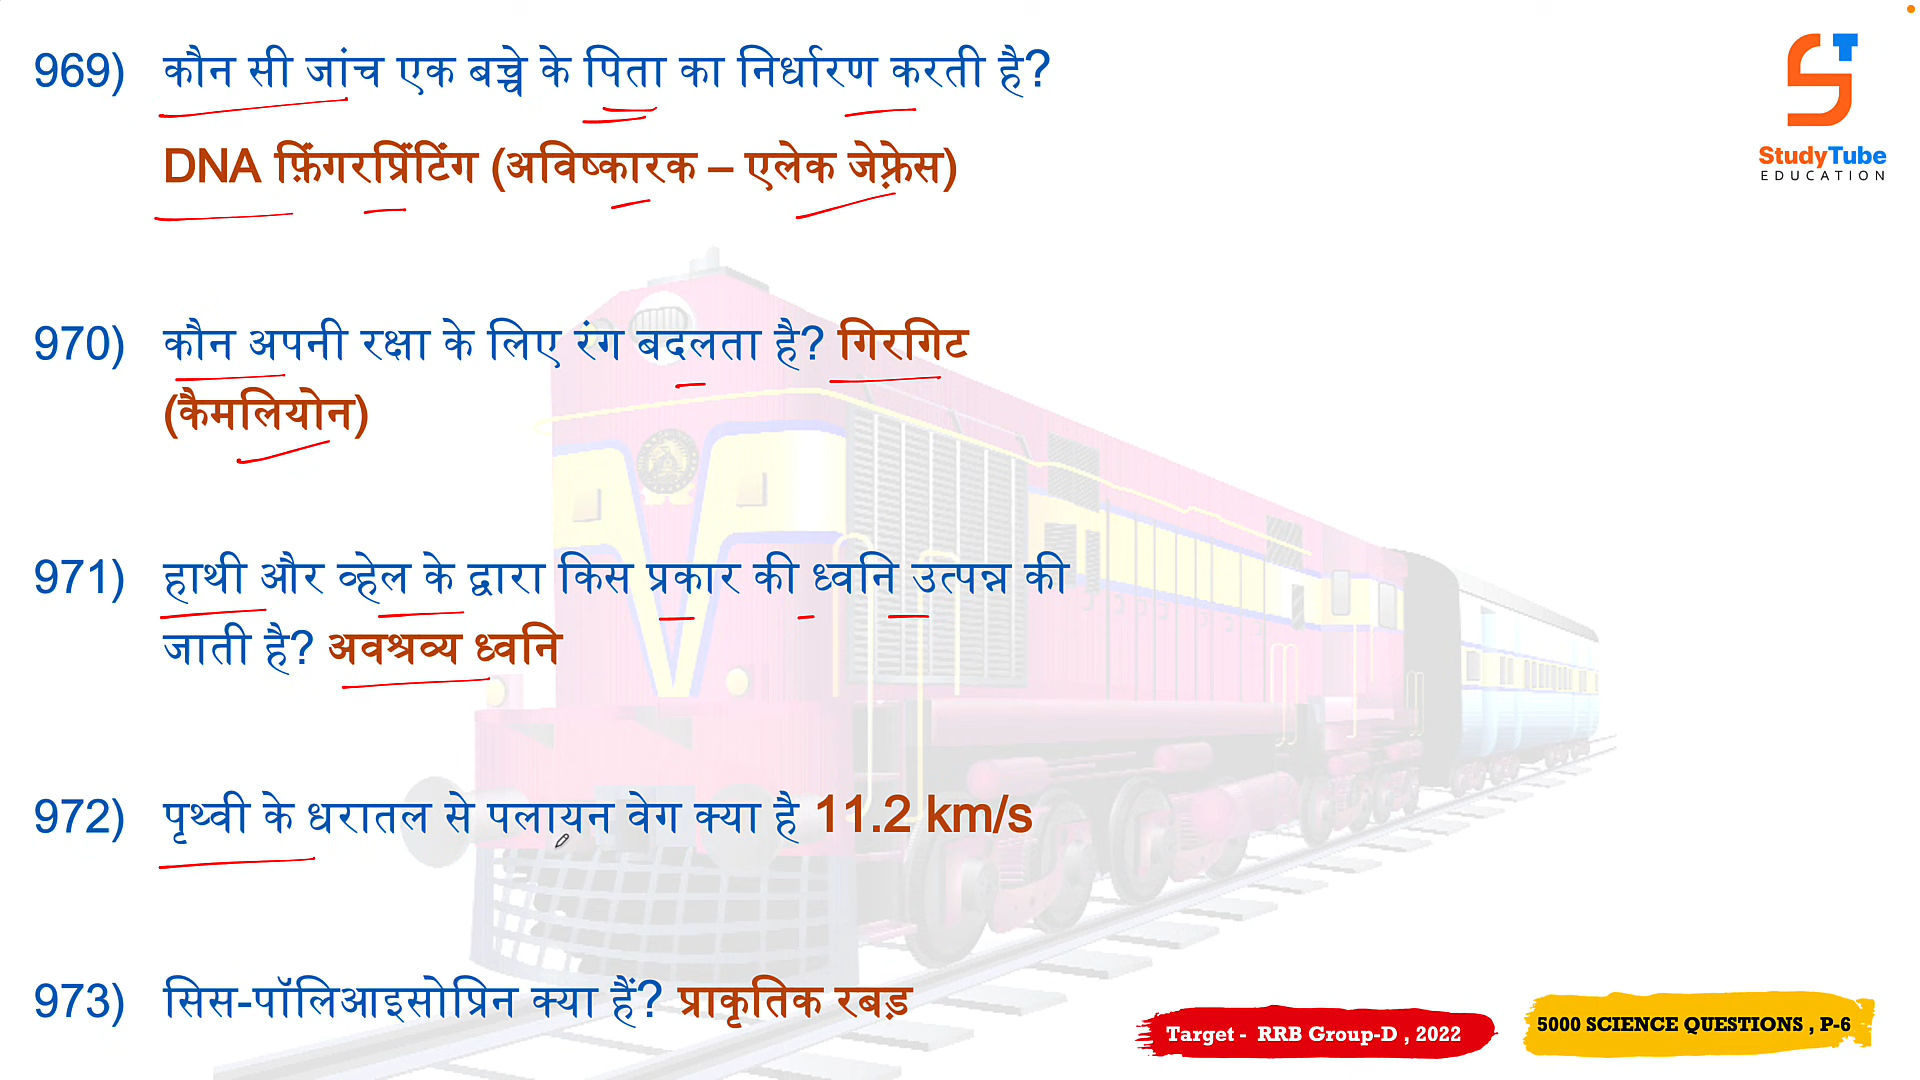 969) कौन सी जांच एक बच्चे के पिता का निर्धारण करती है?
DNA फ़िंगरप्रिंटिंग (अविष्कारक – एलेक जेफ़्रेस)
970) कौन अपनी रक्षा के लिए रंग बदलता है? गिरगिट
(कैमलियोन)
971) हाथी और व्हेल के द्वारा किस प्रकार की ध्वनि उत्पन्न की
जाती है? अवश्रव्य ध्वनि
972) पृथ्वी के धरातल से पलायन वेग क्या है 11.2 km/s
973) सिस-पॉलिआइसोप्रिन क्या हैं? प्राकृतिक रबड़
StudyTube
EDUCATION
Target - RRB Group-D , 2022
5000 SCIENCE QUESTIONS , P-6